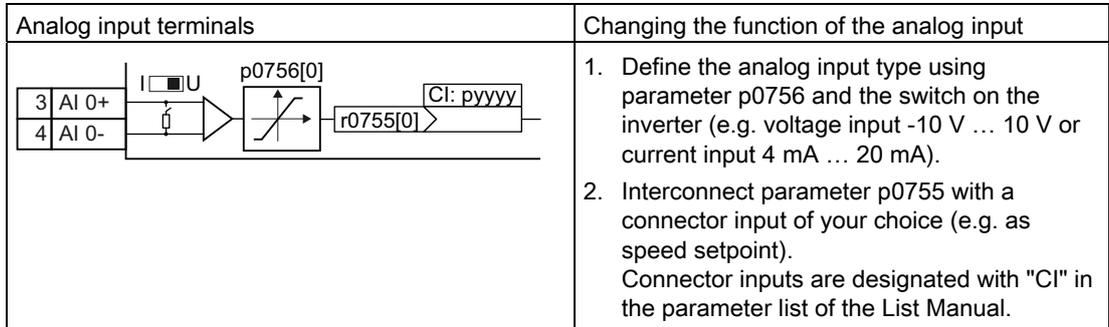 Analog input terminals
Changing the function of the analog input
I U
p0756[0]
3 AI 0+
4 AI 0-
r0755[0]
CI: pyyyy
1. Define the analog input type using
parameter p0756 and the switch on the
inverter (e.g. voltage input -10 V … 10 V or
current input 4 mA … 20 mA).
2. Interconnect parameter p0755 with a
connector input of your choice (e.g. as
speed setpoint).
Connector inputs are designated with "CI" in
the parameter list of the List Manual.